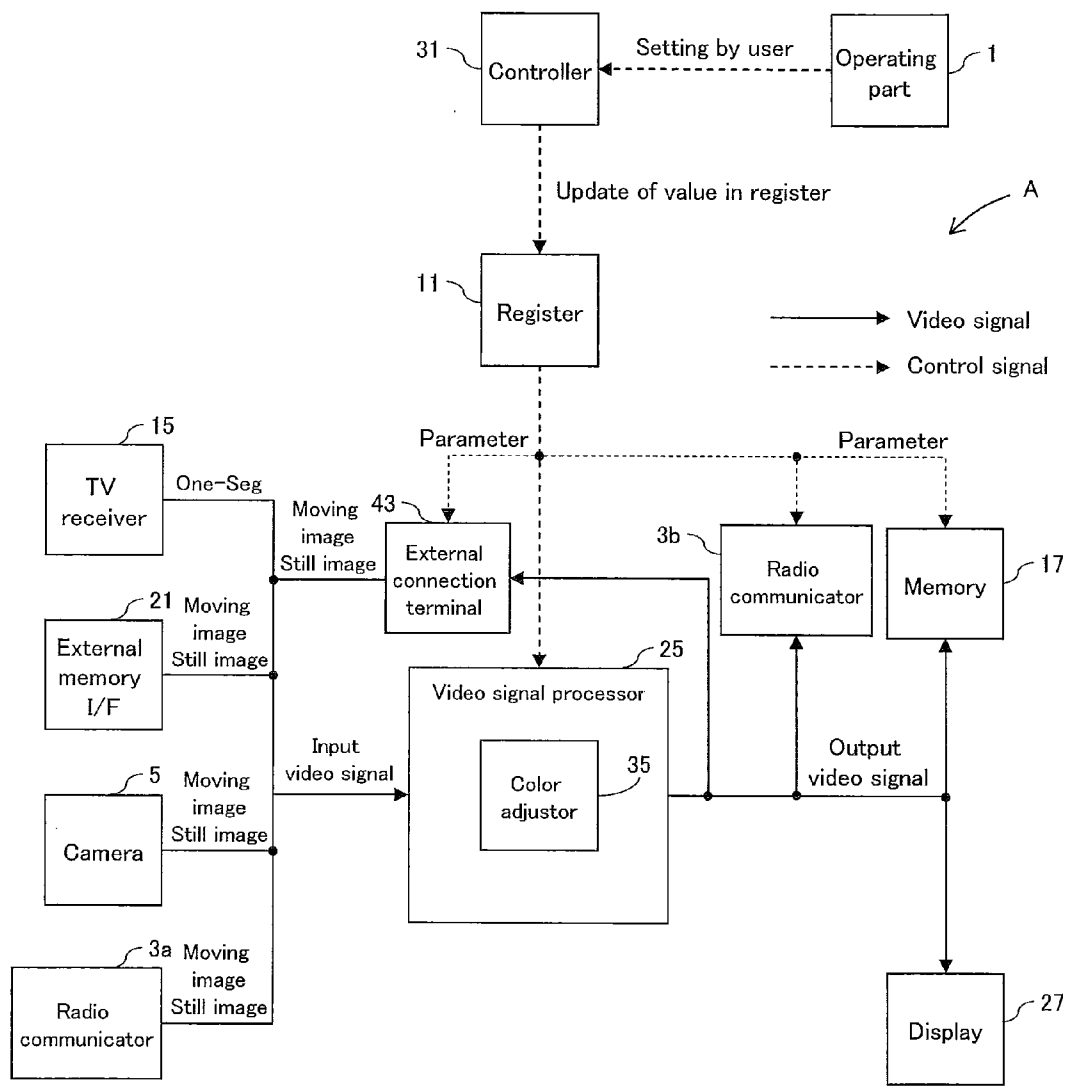 31
Controller
Setting by user
Operating
part
1
Update of value in register
A
11
Register
Video signal
Control signal
Parameter
Parameter
15
TV
receiver
One-Seg
Moving
image
Still image
43
External
connection
terminal
3b
Radio
communicator
Memory
17
21
External
memory
I/F
Moving
image
Still image
25
Video signal processor
Input
video signal
Color
adjustor
35
Output
video signal
5
Camera
Moving
image
Still image
3a
Radio
communicator
Moving
image
Still image
Display
27